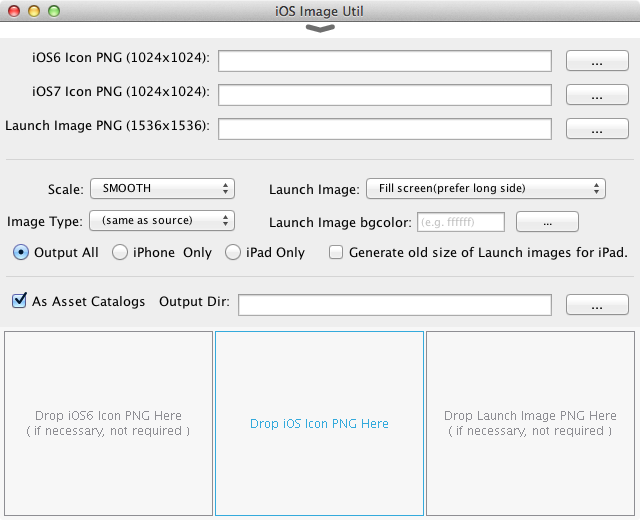 iOS Image Util
iOS6 Icon PNG (1024x1024):
...
iOS7 Icon PNG (1024x1024):
...
Launch Image PNG (1536x1536):
...
Scale: SMOOTH Launch Image: Fill screen(prefer long side)
Image Type: (same as source) Launch Image bgcolor: (e.g. ffffff) ...
Output All iPhone Only iPad Only Generate old size of Launch images for iPad.
As Asset Catalogs Output Dir: ...
Drop iOS6 Icon PNG Here
( if necessary, not required )
Drop iOS Icon PNG Here
Drop Launch Image PNG Here
( if necessary, not required )